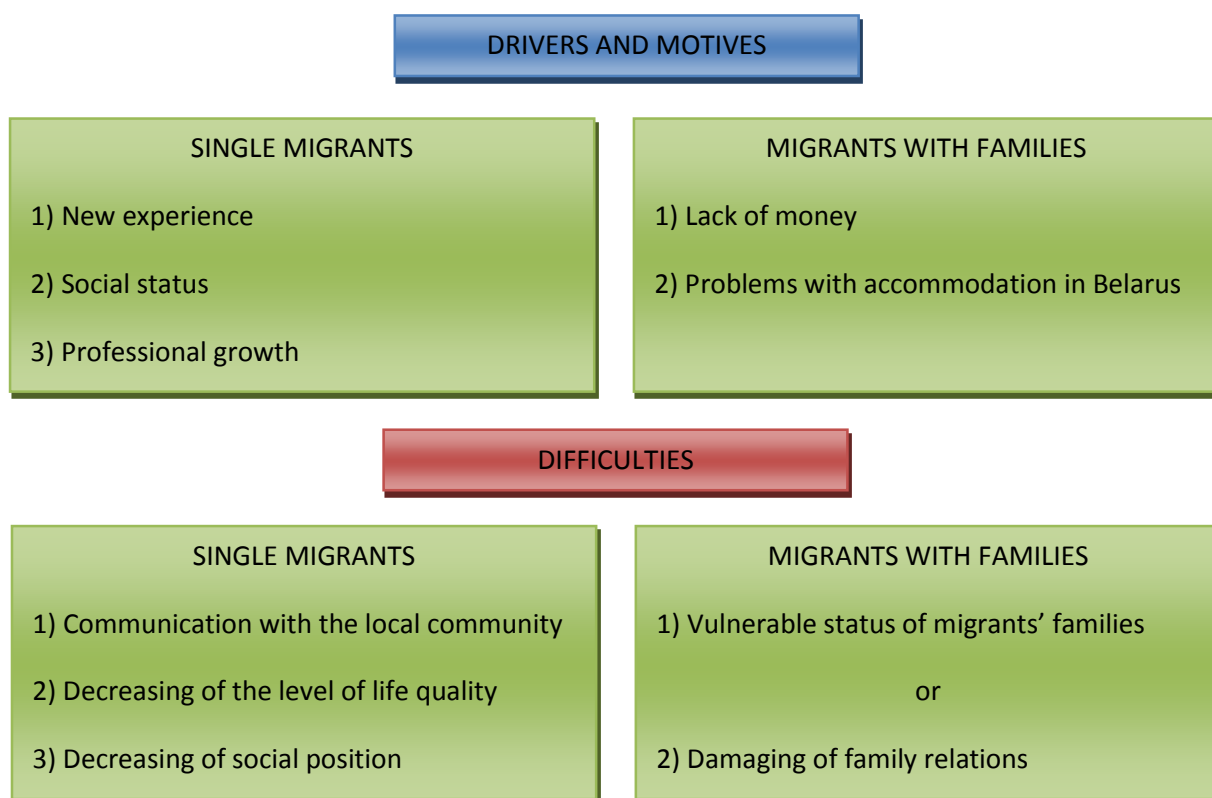 DRIVERS AND MOTIVES
SINGLE MIGRANTS
1) New experience
2) Social status
3) Professional growth
MIGRANTS WITH FAMILIES
1) Lack of money
2) Problems with accommodation in Belarus
DIFFICULTIES
SINGLE MIGRANTS
1) Communication with the local community
2) Decreasing of the level of life quality
3) Decreasing of social position
MIGRANTS WITH FAMILIES
1) Vulnerable status of migrants’ families
or
2) Damaging of family relations